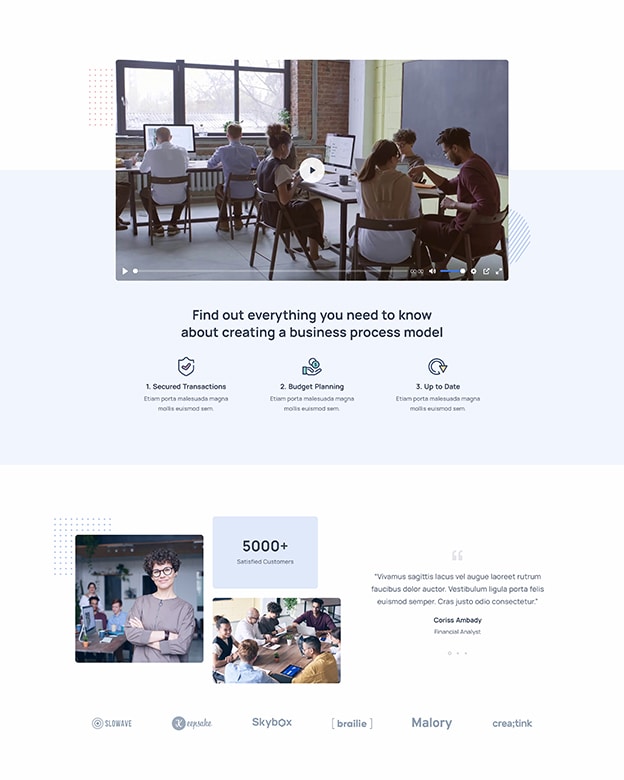 00:00
Find out everything you need to know
about creating a business process model
1. Secured Transactions
Etiam porta malesuada magna
mollis euismod sem.
2. Budget Planning
Etiam porta malesuada magna
mollis euismod sem.
3. Up to Date
Etiam porta malesuada magna
mollis euismod sem.
5000+
Satisfied Customers
"Vivamus sagittis lacus vel augue laoreet rutrum
faucibus dolor auctor. Vestibulum ligula porta felis
euismod semper. Cras justo odio consectetur."
Coriss Ambady
Financial Analyst
SLOWAVE
Keepsake
Skybox
[brailie]
Malory
crea;tink